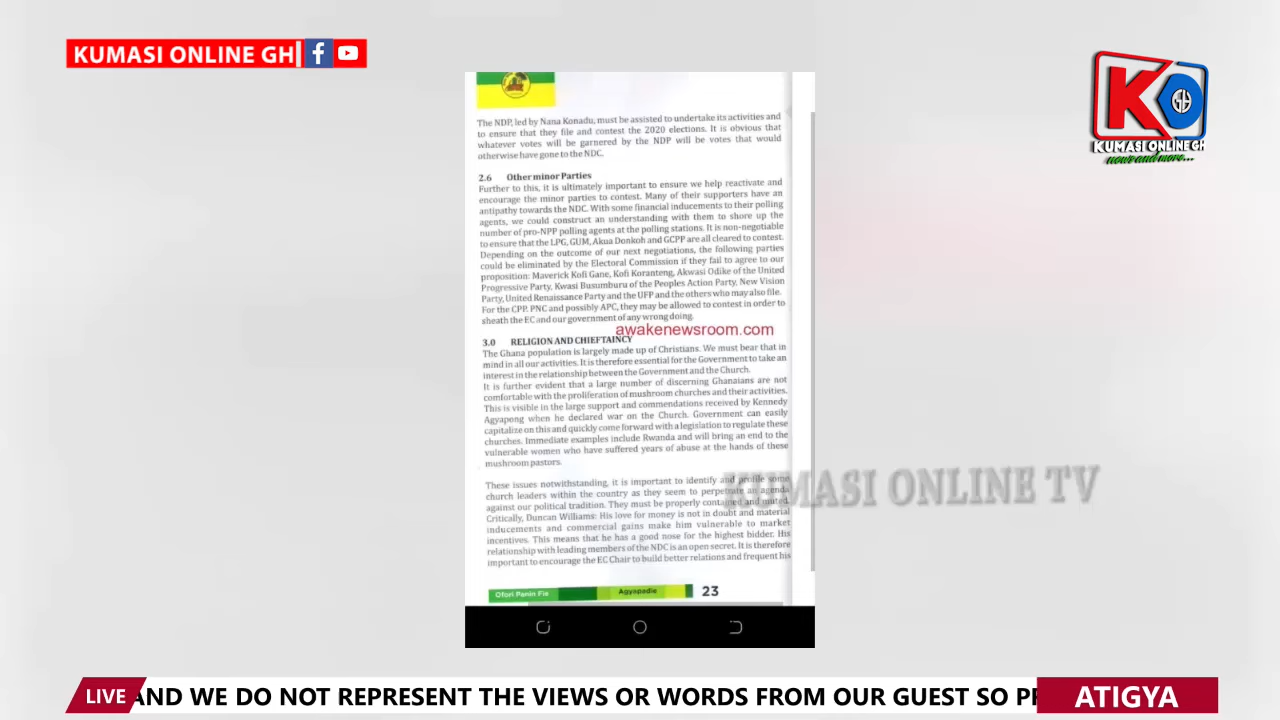 KUMASI ONLINE GH
KO
GH
KUMASI ONLINE GH
news and more...
The NDP, led by Nana Konadu, must be assisted to undertake its activities and
to ensure that they file and contest the 2020 elections. It is obvious that
whatever votes will be garnered by the NDP will be votes that would
otherwise have gone to the NDC.
2.6 Other minor Parties
Further to this, it is ultimately important to ensure we help reactivate and
encourage the minor parties to contest. Many of their supporters have an
antipathy towards the NDC. With some financial inducements to their polling
agents, we could construct an understanding with them to shore up the
number of pro-NPP polling agents at the polling stations. It is non-negotiable
to ensure that the LPG, GUM, Akua Donkoh and GCPP are all cleared to contest.
Depending on the outcome of our next negotiations, the following parties
could be eliminated by the Electoral Commission if they fail to agree to our
proposition: Maverick Kofi Gane, Kofi Koranteng, Akwasi Odike of the United
Progressive Party, Kwasi Busumburu of the Peoples Action Party, New Vision
Party, United Renaissance Party and the UFP and the others who may also file.
For the CPP, PNC and possibly APC, they may be allowed to contest in order to
sheath the EC and our government of any wrong doing.
awakenewsroom.com
3.0 RELIGION AND CHIEFTAINCY
The Ghana population is largely made up of Christians. We must bear that in
mind in all our activities. It is therefore essential for the Government to take an
interest in the relationship between the Government and the Church.
It is further evident that a large number of discerning Ghanaians are not
comfortable with the proliferation of mushroom churches and their activities.
This is visible in the large support and commendations received by Kennedy
Agyapong when he declared war on the Church. Government can easily
capitalize on this and quickly come forward with a legislation to regulate these
churches. Immediate examples include Rwanda and will bring an end to the
vulnerable women who have suffered years of abuse at the hands of these
mushroom pastors.
These issues notwithstanding, it is important to identify and profile some
church leaders within the country as they seem to perpetrate an agenda
against our political tradition. They must be properly contained and muted.
Critically, Duncan Williams: His love for money is not in doubt and material
inducements and commercial gains make him vulnerable to market
incentives. This means that he has a good nose for the highest bidder. His
relationship with leading members of the NDC is an open secret. It is therefore
important to encourage the EC Chair to build better relations and frequent his
KUMASI ONLINE TV
Ofori Panin Fie Agyapadie 23
LIVE AND WE DO NOT REPRESENT THE VIEWS OR WORDS FROM OUR GUEST SO PR
ATIGYA